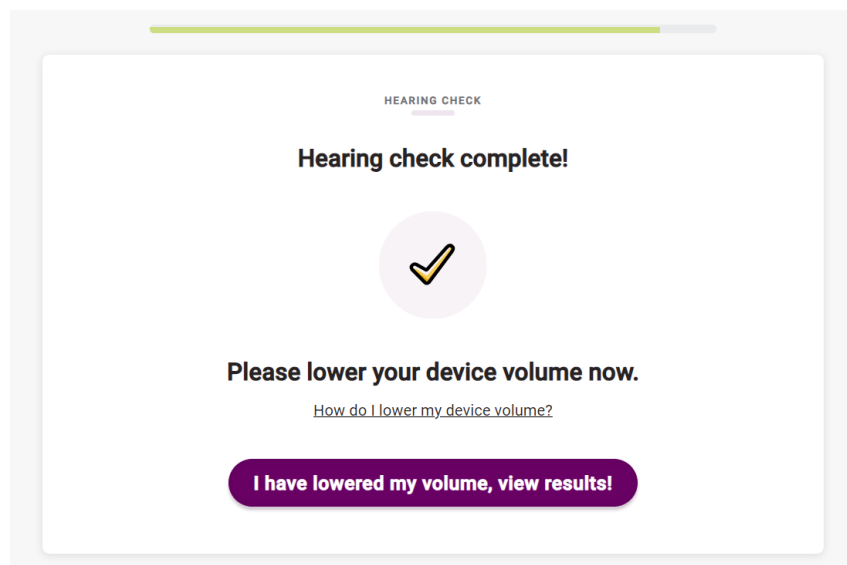 HEARING CHECK
Hearing check complete!
Please lower your device volume now.
How do I lower my device volume?
I have lowered my volume, view results!